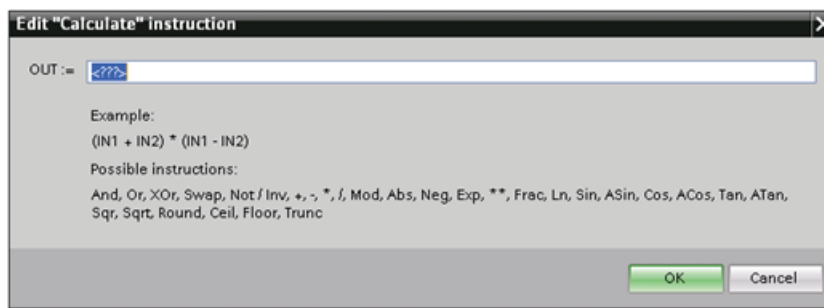 Edit "Calculate" instruction
OUT := <???>
Example:
(IN1 + IN2) * (IN1 - IN2)
Possible instructions:
And, Or, XOr, Swap, Not / Inv, +, -, *, /, Mod, Abs, Neg, Exp, **, Frac, Ln, Sin, ASin, Cos, ACos, Tan, ATan,
Sqr, Sqrt, Round, Ceil, Floor, Trunc
OK Cancel